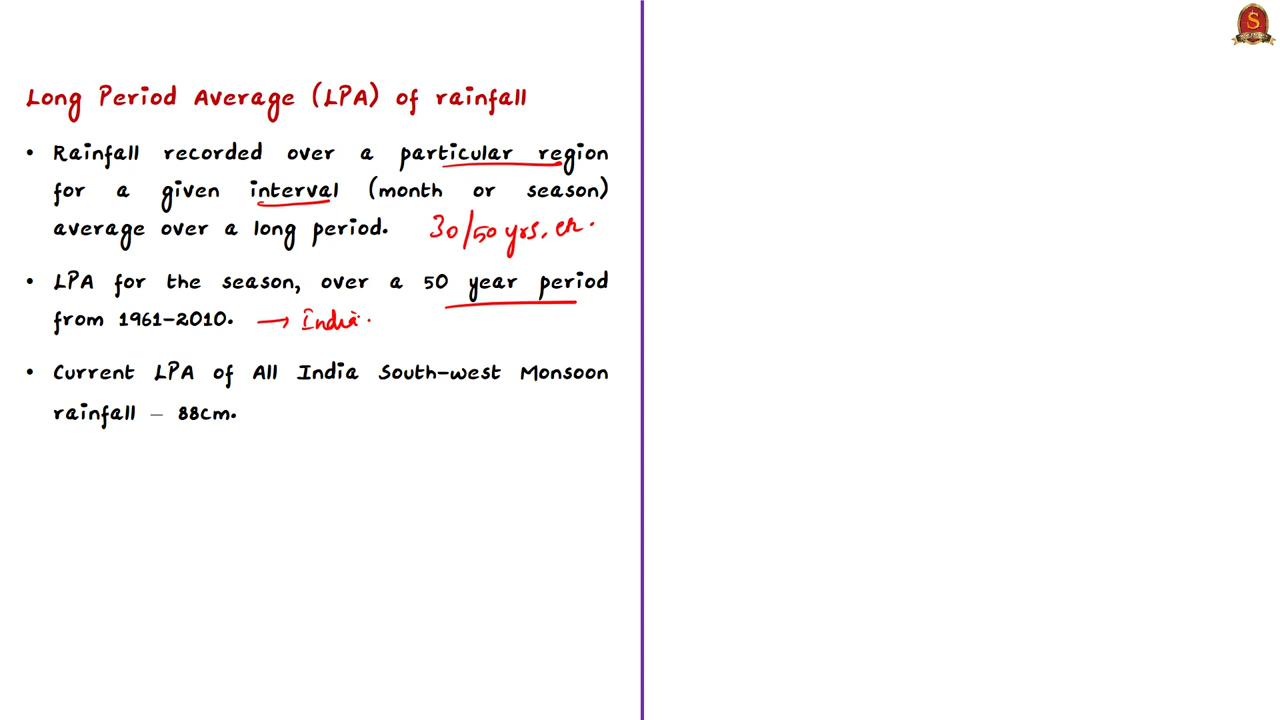 Long Period Average (LPA) of rainfall
• Rainfall recorded over a particular region
for a given interval (month or season)
average over a long period. 30/50 yrs. etc.
• LPA for the season, over a 50 year period
from 1961-2010. → India.
• Current LPA of All India South-west Monsoon
rainfall – 88cm.